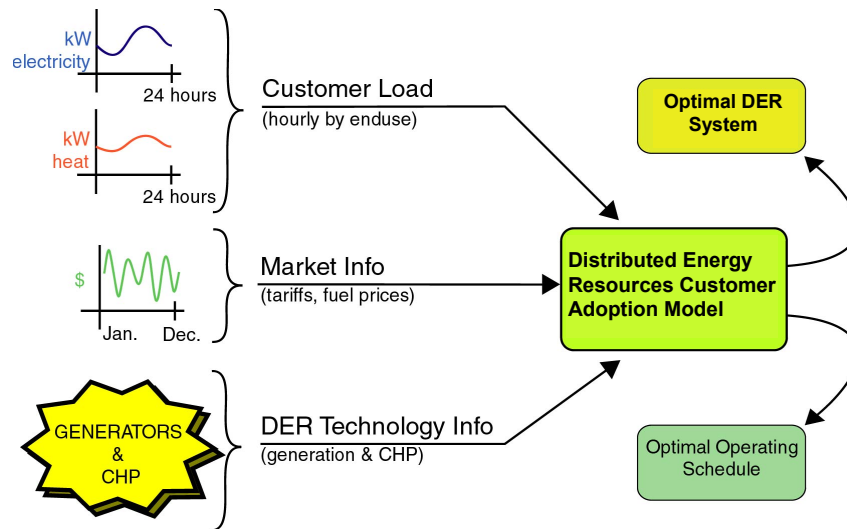 kW
electricity
24 hours
kW
heat
24 hours
Customer Load
(hourly by enduse)
$
Jan.
Dec.
Market Info
(tariffs, fuel prices)
GENERATORS
&
CHP
DER Technology Info
(generation & CHP)
Distributed Energy
Resources Customer
Adoption Model
Optimal DER
System
Optimal Operating
Schedule